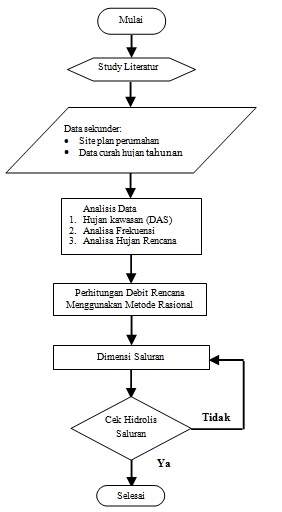 Mulai
Study Literatur
Data sekunder:
• Site plan perumahan
• Data curah hujan tahunan
Analisis Data
1. Hujan kawasan (DAS)
2. Analisa Frekuensi
3. Analisa Hujan Rencana
Perhitungan Debit Rencana
Menggunakan Metode Rasional
Dimensi Saluran
Cek Hidrolis
Saluran
Tidak
Ya
Selesai